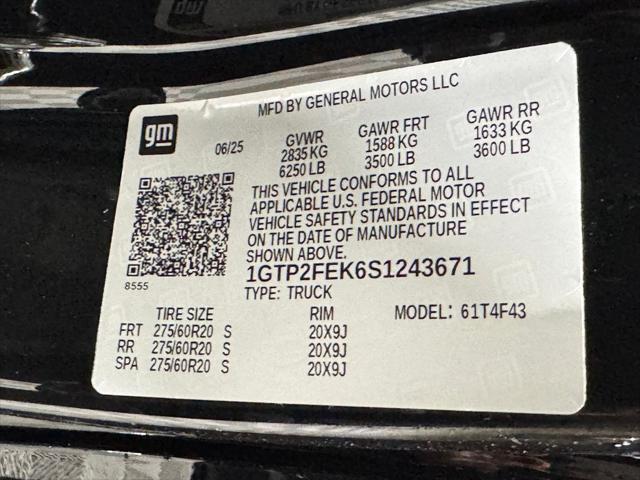 MFD BY GENERAL MOTORS LLC
gm
06/25
GVWR GAWR FRT GAWR RR
2835 KG 1588 KG 1633 KG
6250 LB 3500 LB 3600 LB
THIS VEHICLE CONFORMS TO ALL
APPLICABLE U.S. FEDERAL MOTOR
VEHICLE SAFETY STANDARDS IN EFFECT
ON THE DATE OF MANUFACTURE
SHOWN ABOVE.
1GTP2FEK6S1243671
8555
TYPE: TRUCK
TIRE SIZE RIM MODEL: 61T4F43
FRT 275/60R20 S 20X9J
RR 275/60R20 S 20X9J
SPA 275/60R20 S 20X9J